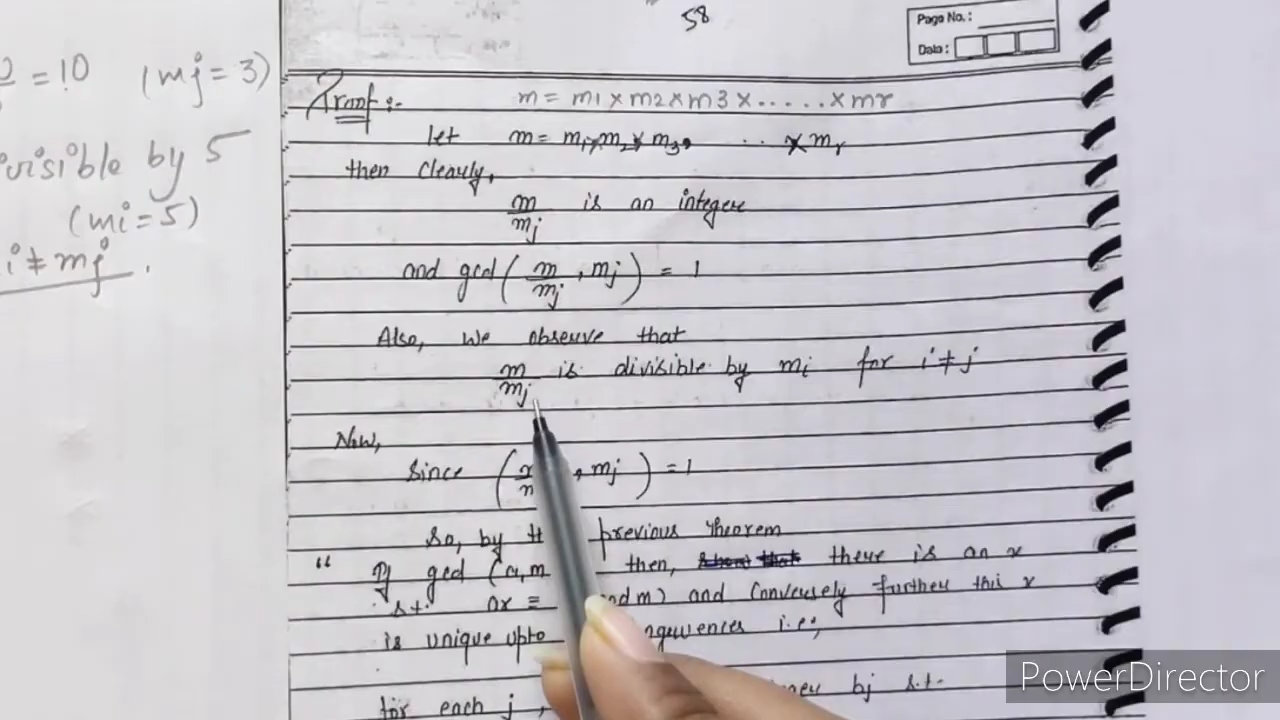 58
Page No.:
Date:
= 10 (mj = 3)
divisible by 5
(mi = 5)
i ≠ mj.
Proof:-
m = m1 × m2 × m3 × ..... × mr
let m = m1 × m2 × m3 . .. × mr
then clearly,
m/mj is an integer
and gcd (m/mj, mj) = 1
Also, we observe that
m/mj is divisible by mi for i ≠ j
Now,
since ( , mj) = 1
so, by previous theorem
" If gcd (a, m then, there is an x
s.t. ax ≡ mod m) and conversely further this x
is unique upto i.e.,
for each j, bj s.t.
PowerDirector